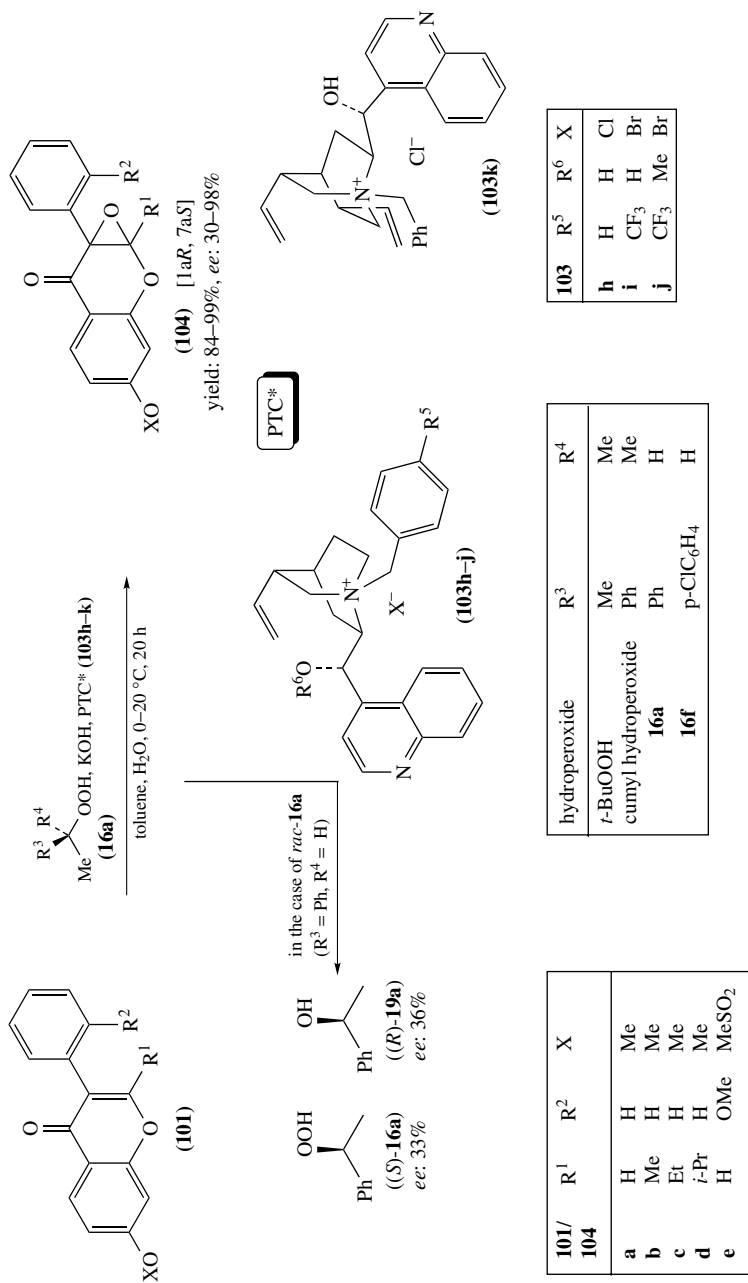 O
R²
R¹
O
XO
(101)
R³ R⁴
Me OOH, KOH, PTC* (103h–k)
(16a)
toluene, H₂O, 0–20 °C, 20 h
O
R²
O
R¹
O
XO
(104) [1aR, 7aS]
yield: 84–99%, ee: 30–98%
in the case of rac-16a
(R³ = Ph, R⁴ = H)
OOH
Ph
((S)-16a)
ee: 33%
OH
Ph
((R)-19a)
ee: 36%
PTC*
R⁶O
N
N⁺
X⁻
R⁵
(103h–j)
OH
N
N⁺
Ph
Cl⁻
(103k)
101/104 R¹ R² X
a H H Me
b Me H Me
c Et H Me
d i-Pr H Me
e H OMe MeSO2
hydroperoxide R³ R⁴
t-BuOOH Me Me
cumyl hydroperoxide Ph Me
16a Ph H
16f p-ClC6H4 H
103 R⁵ R⁶ X
h H H Cl
i CF₃ H Br
j CF₃ Me Br